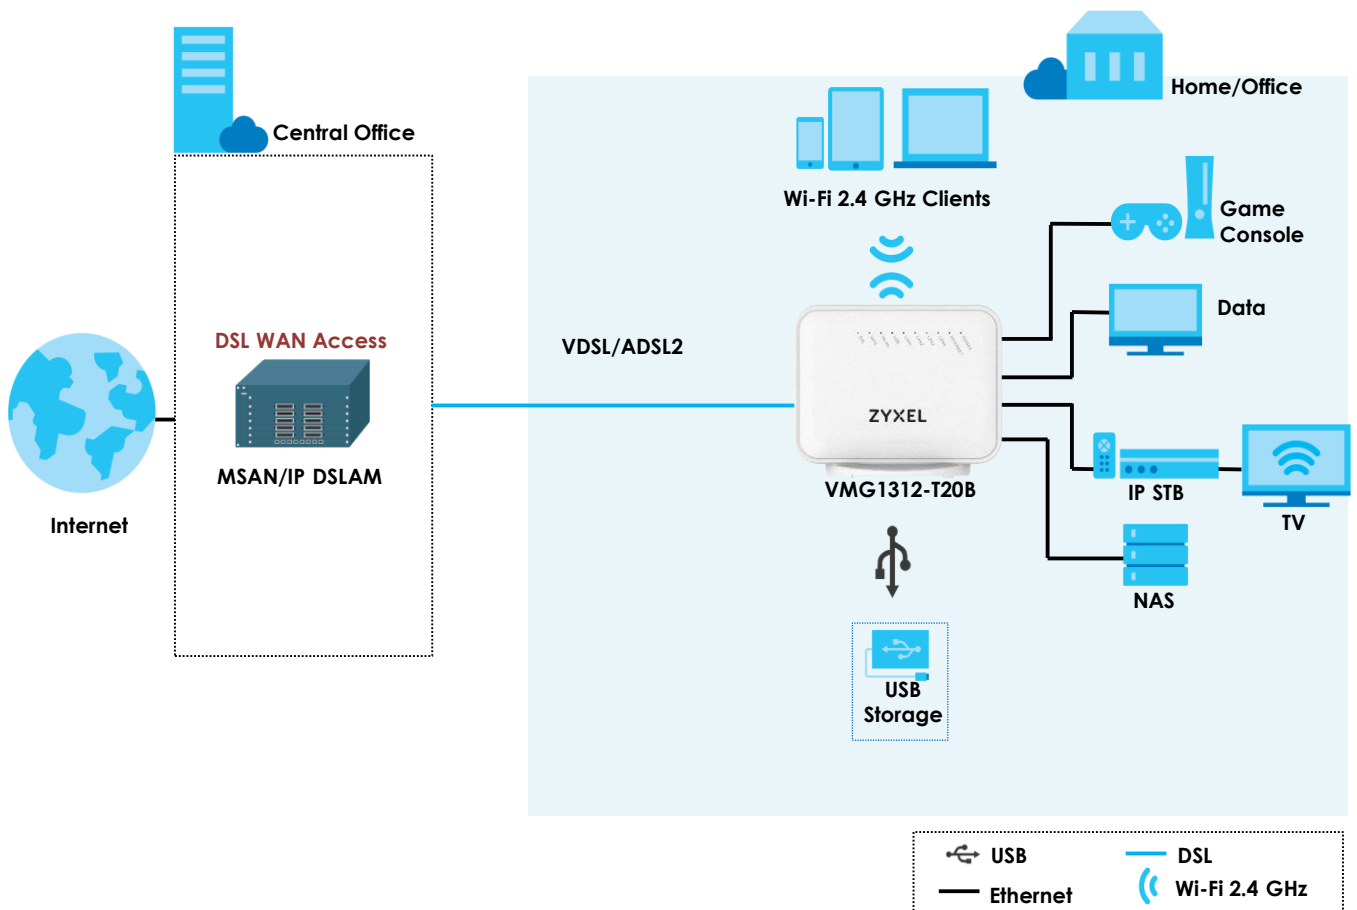 Home/Office
Central Office
Wi-Fi 2.4 GHz Clients
Game
Console
Data
DSL WAN Access
VDSL/ADSL2
ZYXEL
MSAN/IP DSLAM
VMG1312-T20B
IP STB
TV
Internet
NAS
USB
Storage
USB
DSL
Ethernet
Wi-Fi 2.4 GHz